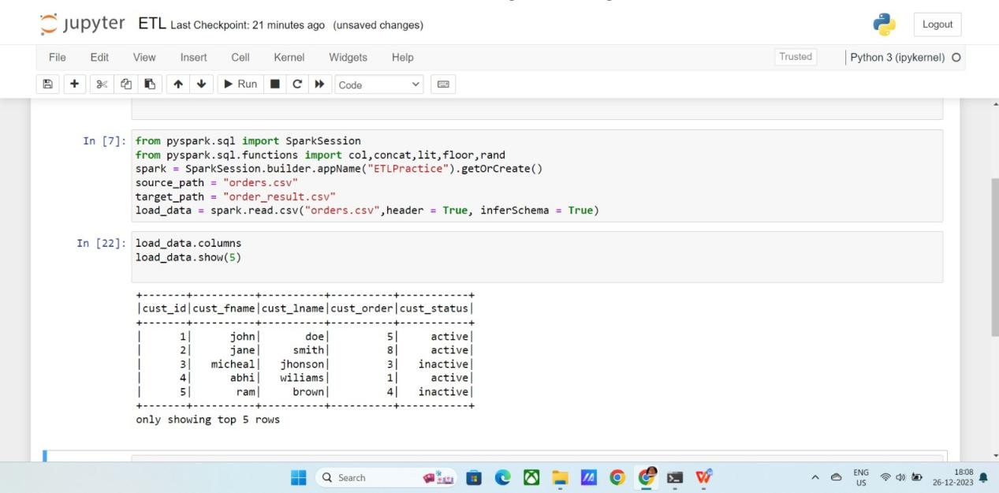 jupyter ETL Last Checkpoint: 21 minutes ago (unsaved changes)
Logout
File Edit View Insert Cell Kernel Widgets Help
Trusted
Python 3 (ipykernel)
Run
Code
In [7]: from pyspark.sql import SparkSession
from pyspark.sql.functions import col,concat,lit,floor,rand
spark = SparkSession.builder.appName("ETLPractice").getOrCreate()
source_path = "orders.csv"
target_path = "order_result.csv"
load_data = spark.read.csv("orders.csv",header = True, inferSchema = True)
In [22]: load_data.columns
load_data.show(5)
+-------+----------+----------+----------+-----------+
|cust_id|cust_fname|cust_lname|cust_order|cust_status|
+-------+----------+----------+----------+-----------+
|      1|      john|       doe|         5|     active|
|      2|      jane|     smith|         8|     active|
|      3|   micheal|   jhonson|         3|   inactive|
|      4|      abhi|   wiliams|         1|     active|
|      5|       ram|     brown|         4|   inactive|
+-------+----------+----------+----------+-----------+
only showing top 5 rows
Search
ENG
US
18:08
26-12-2023